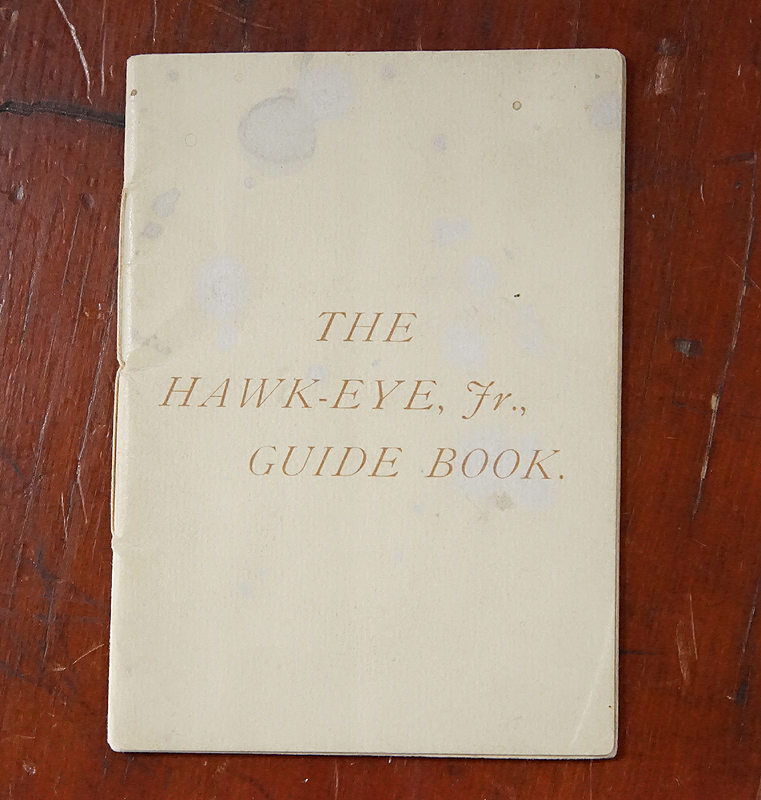 THE
HAWK-EYE, Jr.,
GUIDE BOOK.